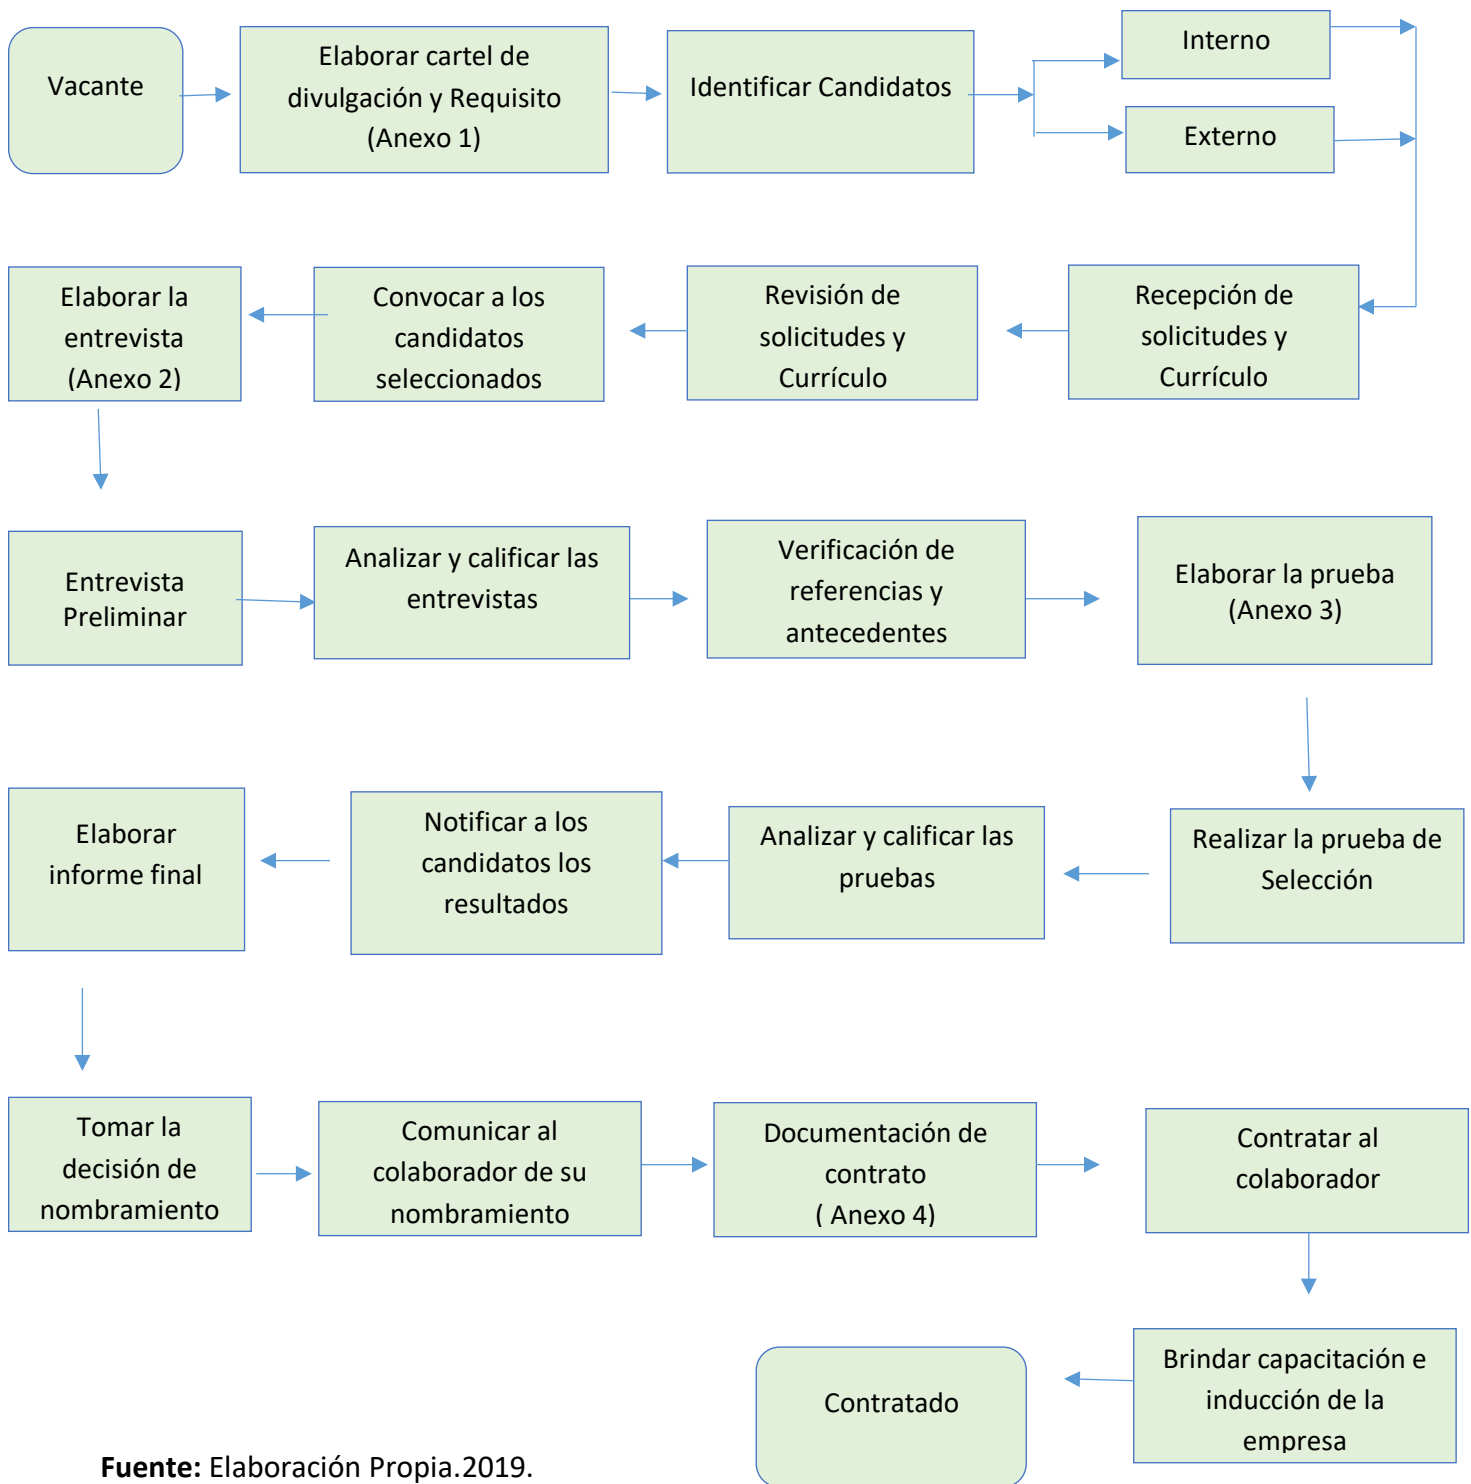 Vacante
Elaborar cartel de
divulgación y Requisito
(Anexo 1)
Identificar Candidatos
Interno
Externo
Recepción de
solicitudes y
Currículo
Revisión de
solicitudes y
Currículo
Convocar a los
candidatos
seleccionados
Elaborar la
entrevista
(Anexo 2)
Entrevista
Preliminar
Analizar y calificar las
entrevistas
Verificación de
referencias y
antecedentes
Elaborar la prueba
(Anexo 3)
Realizar la prueba de
Selección
Analizar y calificar las
pruebas
Notificar a los
candidatos los
resultados
Elaborar
informe final
Tomar la
decisión de
nombramiento
Comunicar al
colaborador de su
nombramiento
Documentación de
contrato
( Anexo 4)
Contratar al
colaborador
Brindar capacitación e
inducción de la
empresa
Contratado
Fuente: Elaboración Propia.2019.